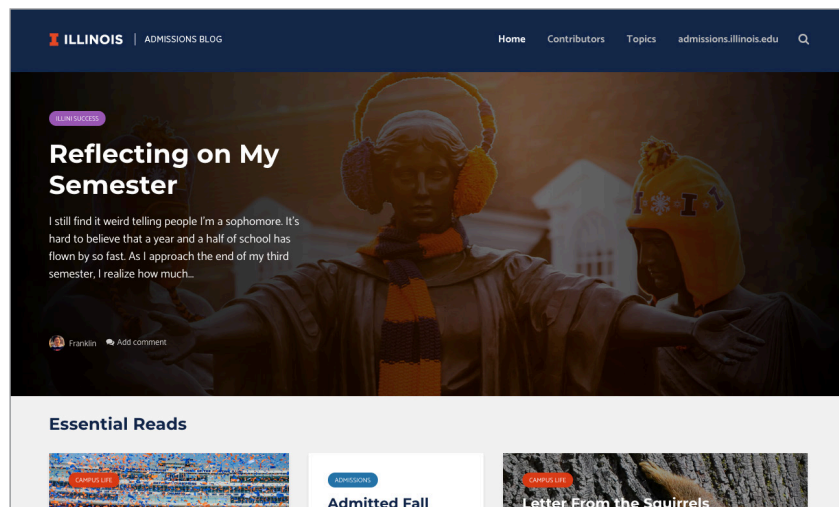 ILLINOIS | ADMISSIONS BLOG
Home Contributors Topics admissions.illinois.edu
ILLINI SUCCESS
Reflecting on My
Semester
I still find it weird telling people I'm a sophomore. It's
hard to believe that a year and a half of school has
flown by so fast. As I approach the end of my third
semester, I realize how much...
Franklin Add comment
I I
Essential Reads
CAMPUS LIFE
ADMISSIONS
Admitted Fall
CAMPUS LIFE
Letter From the Squirrels